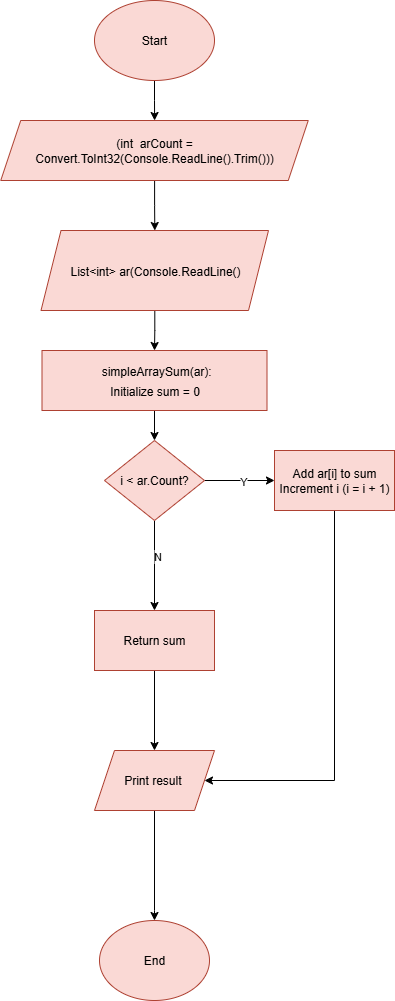 Start
(int  arCount =
Convert.ToInt32(Console.ReadLine().Trim()))
List<int> ar(Console.ReadLine()
simpleArraySum(ar):
Initialize sum = 0
i < ar.Count?
Y
Add ar[i] to sum
Increment i (i = i + 1)
N
Return sum
Print result
End